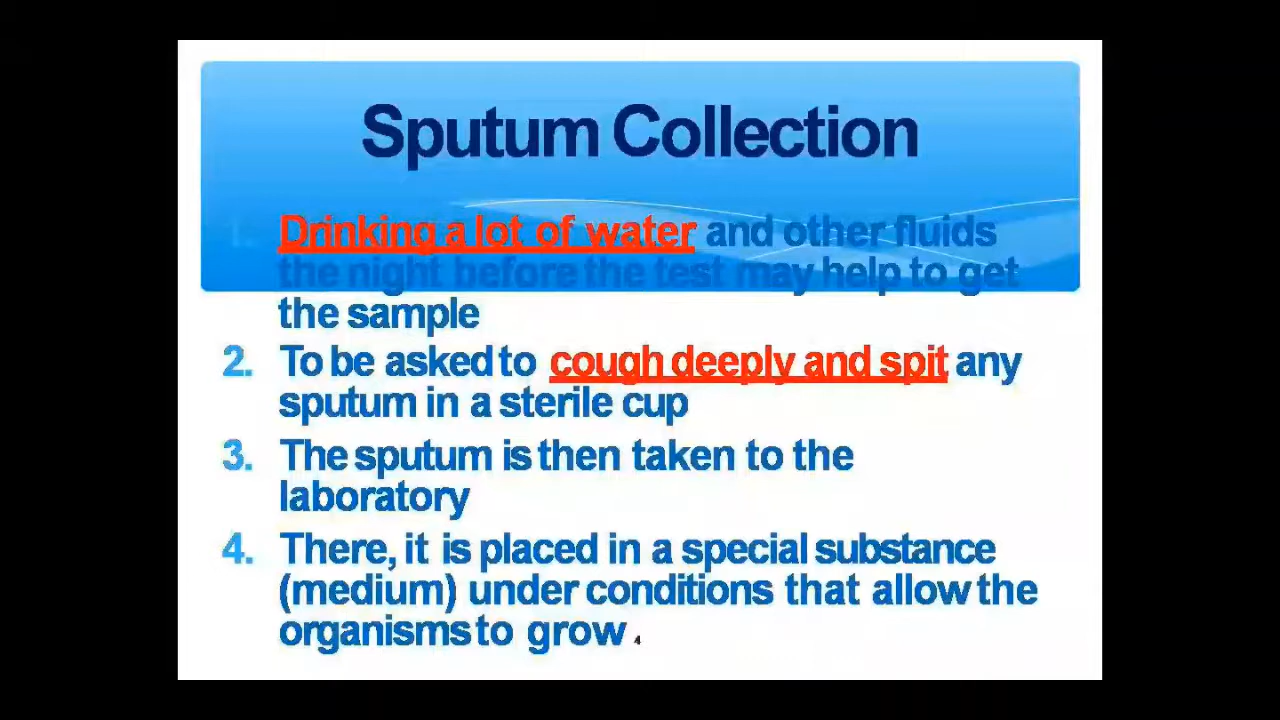 Sputum Collection
1. Drinking a lot of water and other fluids
the night before the test may help to get
the sample
2. To be asked to cough deeply and spit any
sputum in a sterile cup
3. The sputum is then taken to the
laboratory
4. There, it is placed in a special substance
(medium) under conditions that allow the
organisms to grow .
4